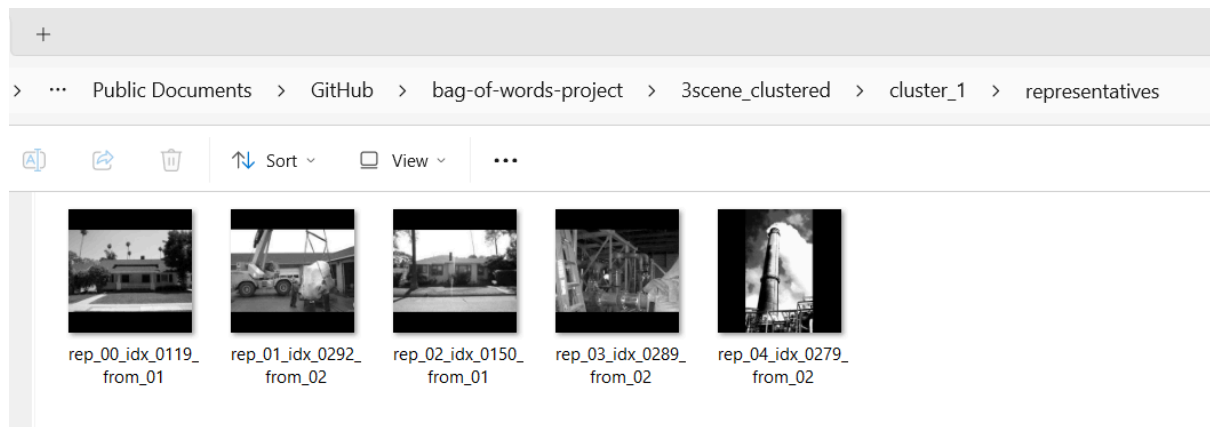 Public Documents > GitHub > bag-of-words-project > 3scene_clustered > cluster_1 > representatives
Sort View
rep_00_idx_0119_
from_01
rep_01_idx_0292_
from_02
rep_02_idx_0150_
from_01
rep_03_idx_0289_
from_02
rep_04_idx_0279_
from_02